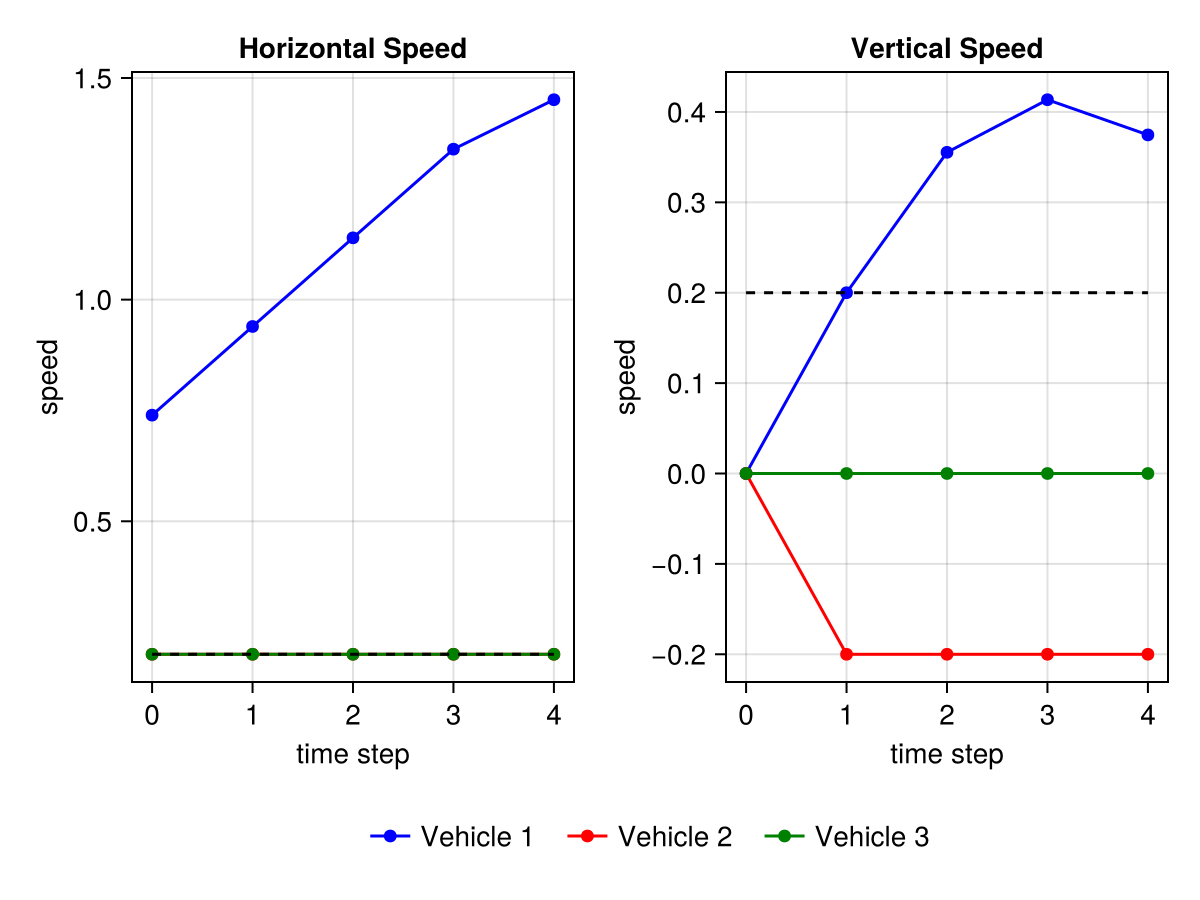 Horizontal Speed
1.5
1.0
0.5
speed
0 1 2 3 4
time step
Vertical Speed
0.4
0.3
0.2
0.1
0.0
−0.1
−0.2
speed
0 1 2 3 4
time step
Vehicle 1 Vehicle 2 Vehicle 3